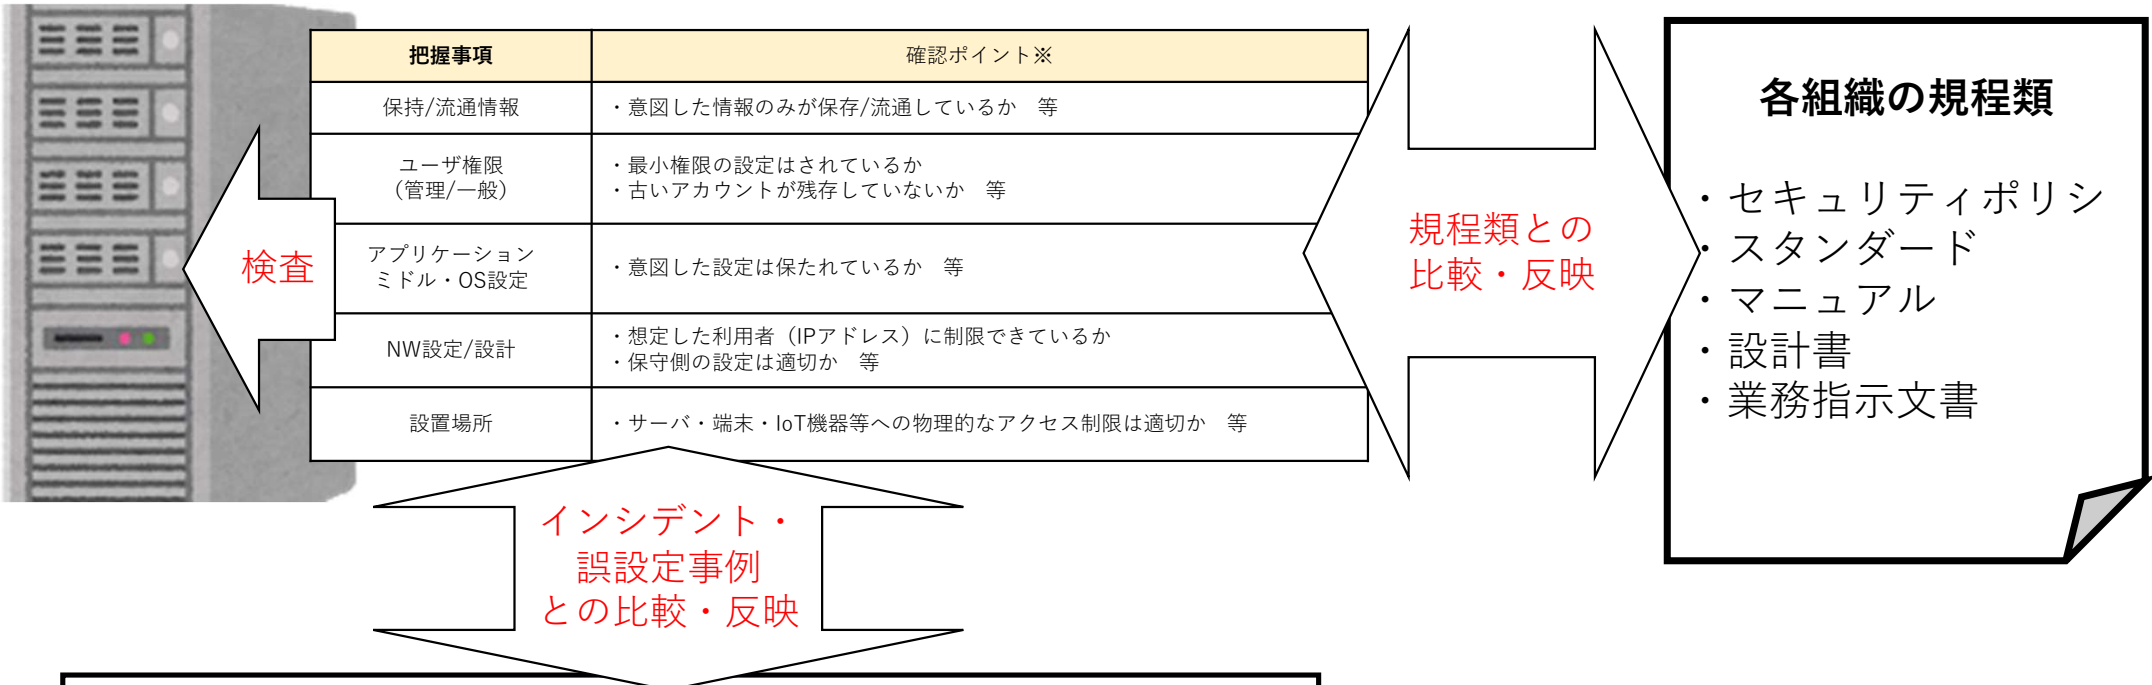 把握事項
確認ポイント※
保持/流通情報
・意図した情報のみが保存/流通しているか　等
ユーザ権限
（管理/一般）
・最小権限の設定はされているか
・古いアカウントが残存していないか　等
アプリケーション
ミドル・OS設定
・意図した設定は保たれているか　等
NW設定/設計
・想定した利用者（IPアドレス）に制限できているか
・保守側の設定は適切か　等
設置場所
・サーバ・端末・IoT機器等への物理的なアクセス制限は適切か　等
検査
規程類との
比較・反映
インシデント・
誤設定事例
との比較・反映
各組織の規程類
・セキュリティポリシ
・スタンダード
・マニュアル
・設計書
・業務指示文書